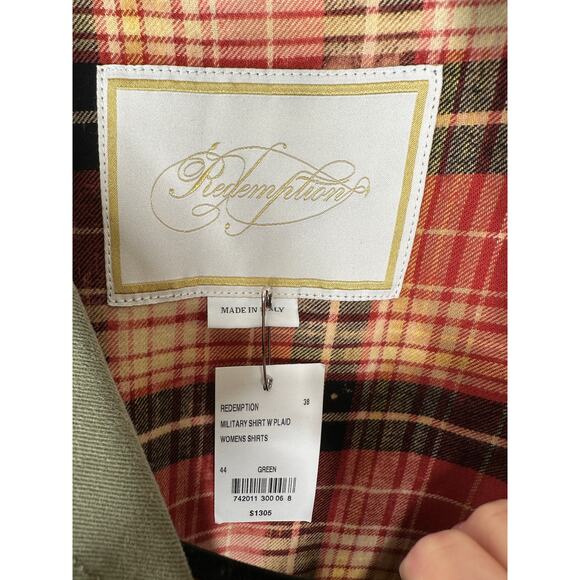 Redemption
MADE IN ITALY
REDEMPTION 38
MILITARY SHIRT W PLAID
WOMENS SHIRTS
44 GREEN
742011 300 06 8
$1305